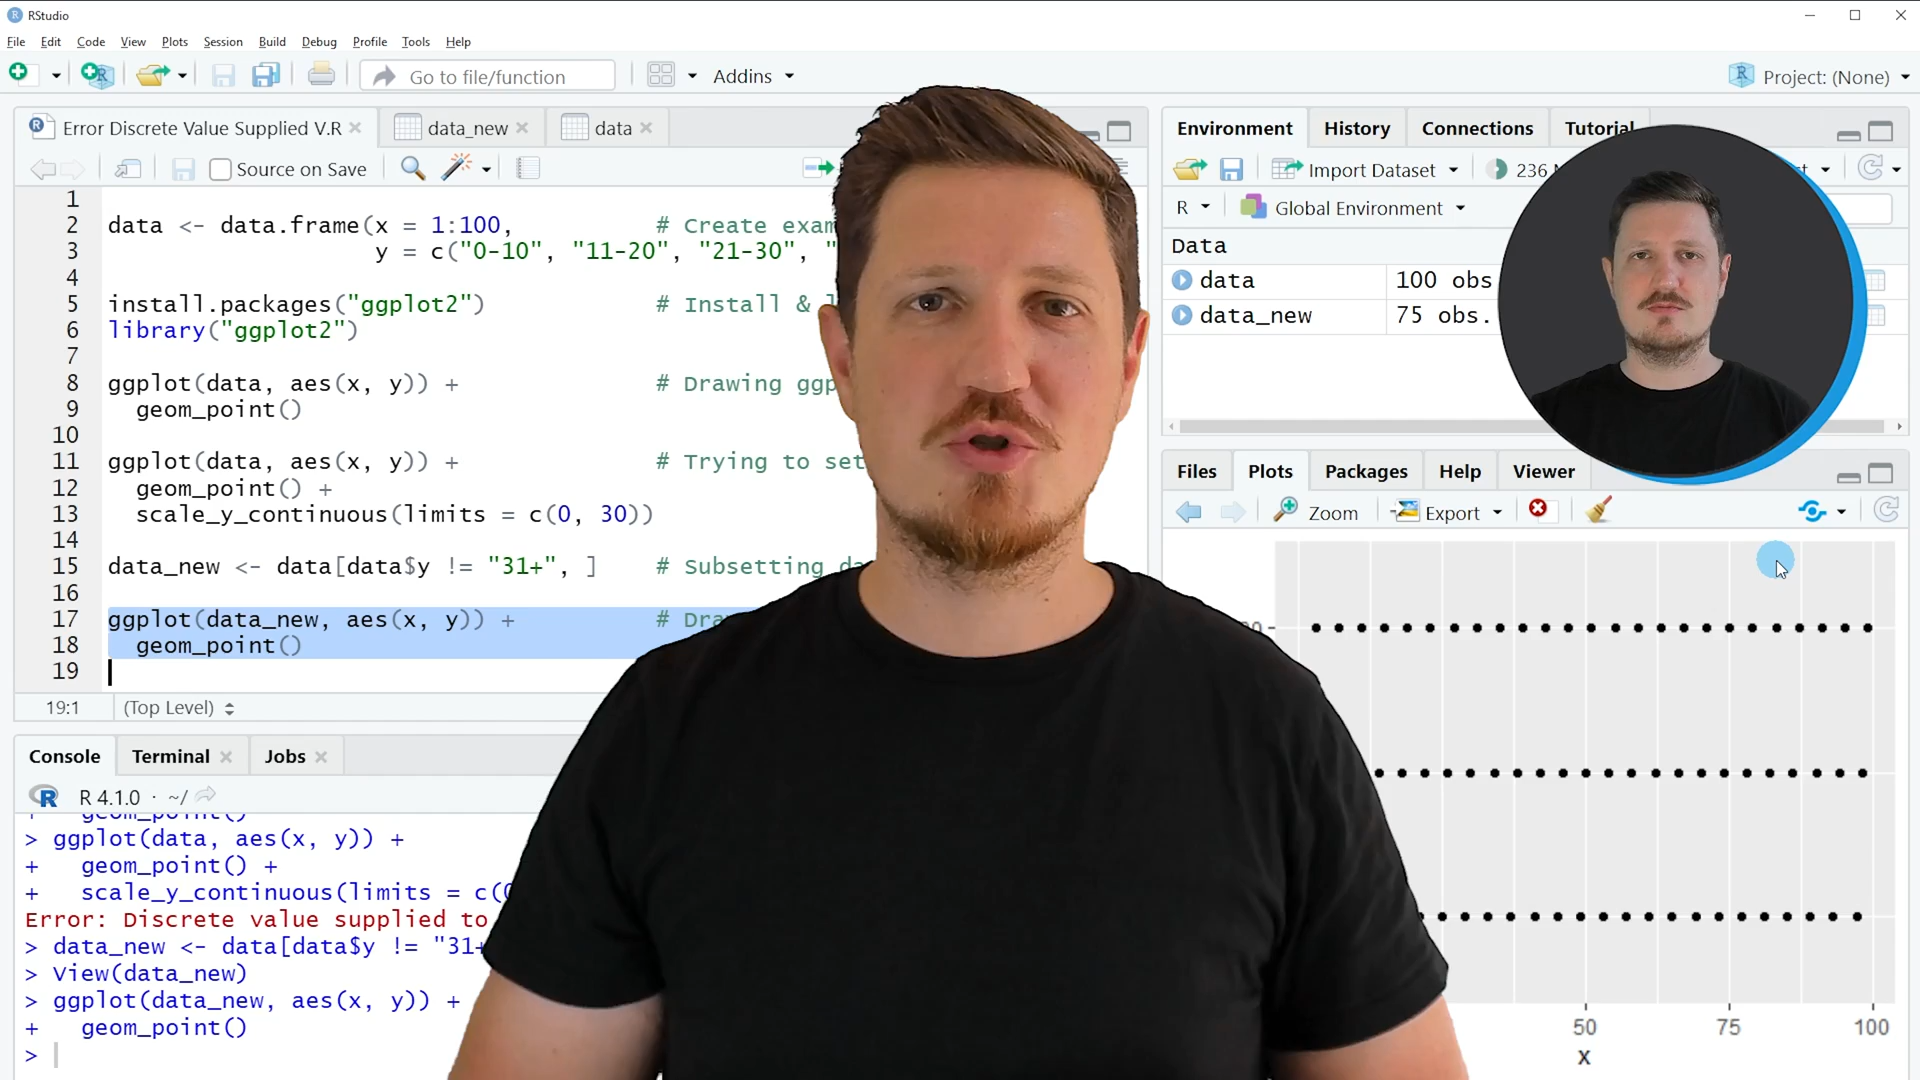 RStudio
File Edit Code View Plots Session Build Debug Profile Tools Help
Go to file/function Addins Project: (None)
Error Discrete Value Supplied V.R data_new data
Source on Save
1
2 data <- data.frame(x = 1:100, # Create
3 y = c("0-10", "11-20", "21-30", "
4
5 install.packages("ggplot2") # Install &
6 library("ggplot2")
7
8 ggplot(data, aes(x, y)) + # Drawing
9 geom_point()
10
11 ggplot(data, aes(x, y)) + # Trying to set
12 geom_point() +
13 scale_y_continuous(limits = c(0, 30))
14
15 data_new <- data[data$y != "31+", ] # Subsetting
16
17 ggplot(data_new, aes(x, y)) + #
18 geom_point()
19
19:1 (Top Level)
Console Terminal Jobs
R 4.1.0 · ~/
+ geom_point()
> ggplot(data, aes(x, y)) +
+ geom_point() +
+ scale_y_continuous(limits = c(
Error: Discrete value supplied to
> data_new <- data[data$y != "31+
> View(data_new)
> ggplot(data_new, aes(x, y)) +
+ geom_point()
>
Environment History Connections Tutorial
Import Dataset 236
R Global Environment
Data
data 100 obs
data_new 75 obs.
Files Plots Packages Help Viewer
Zoom Export
50 75 100
x